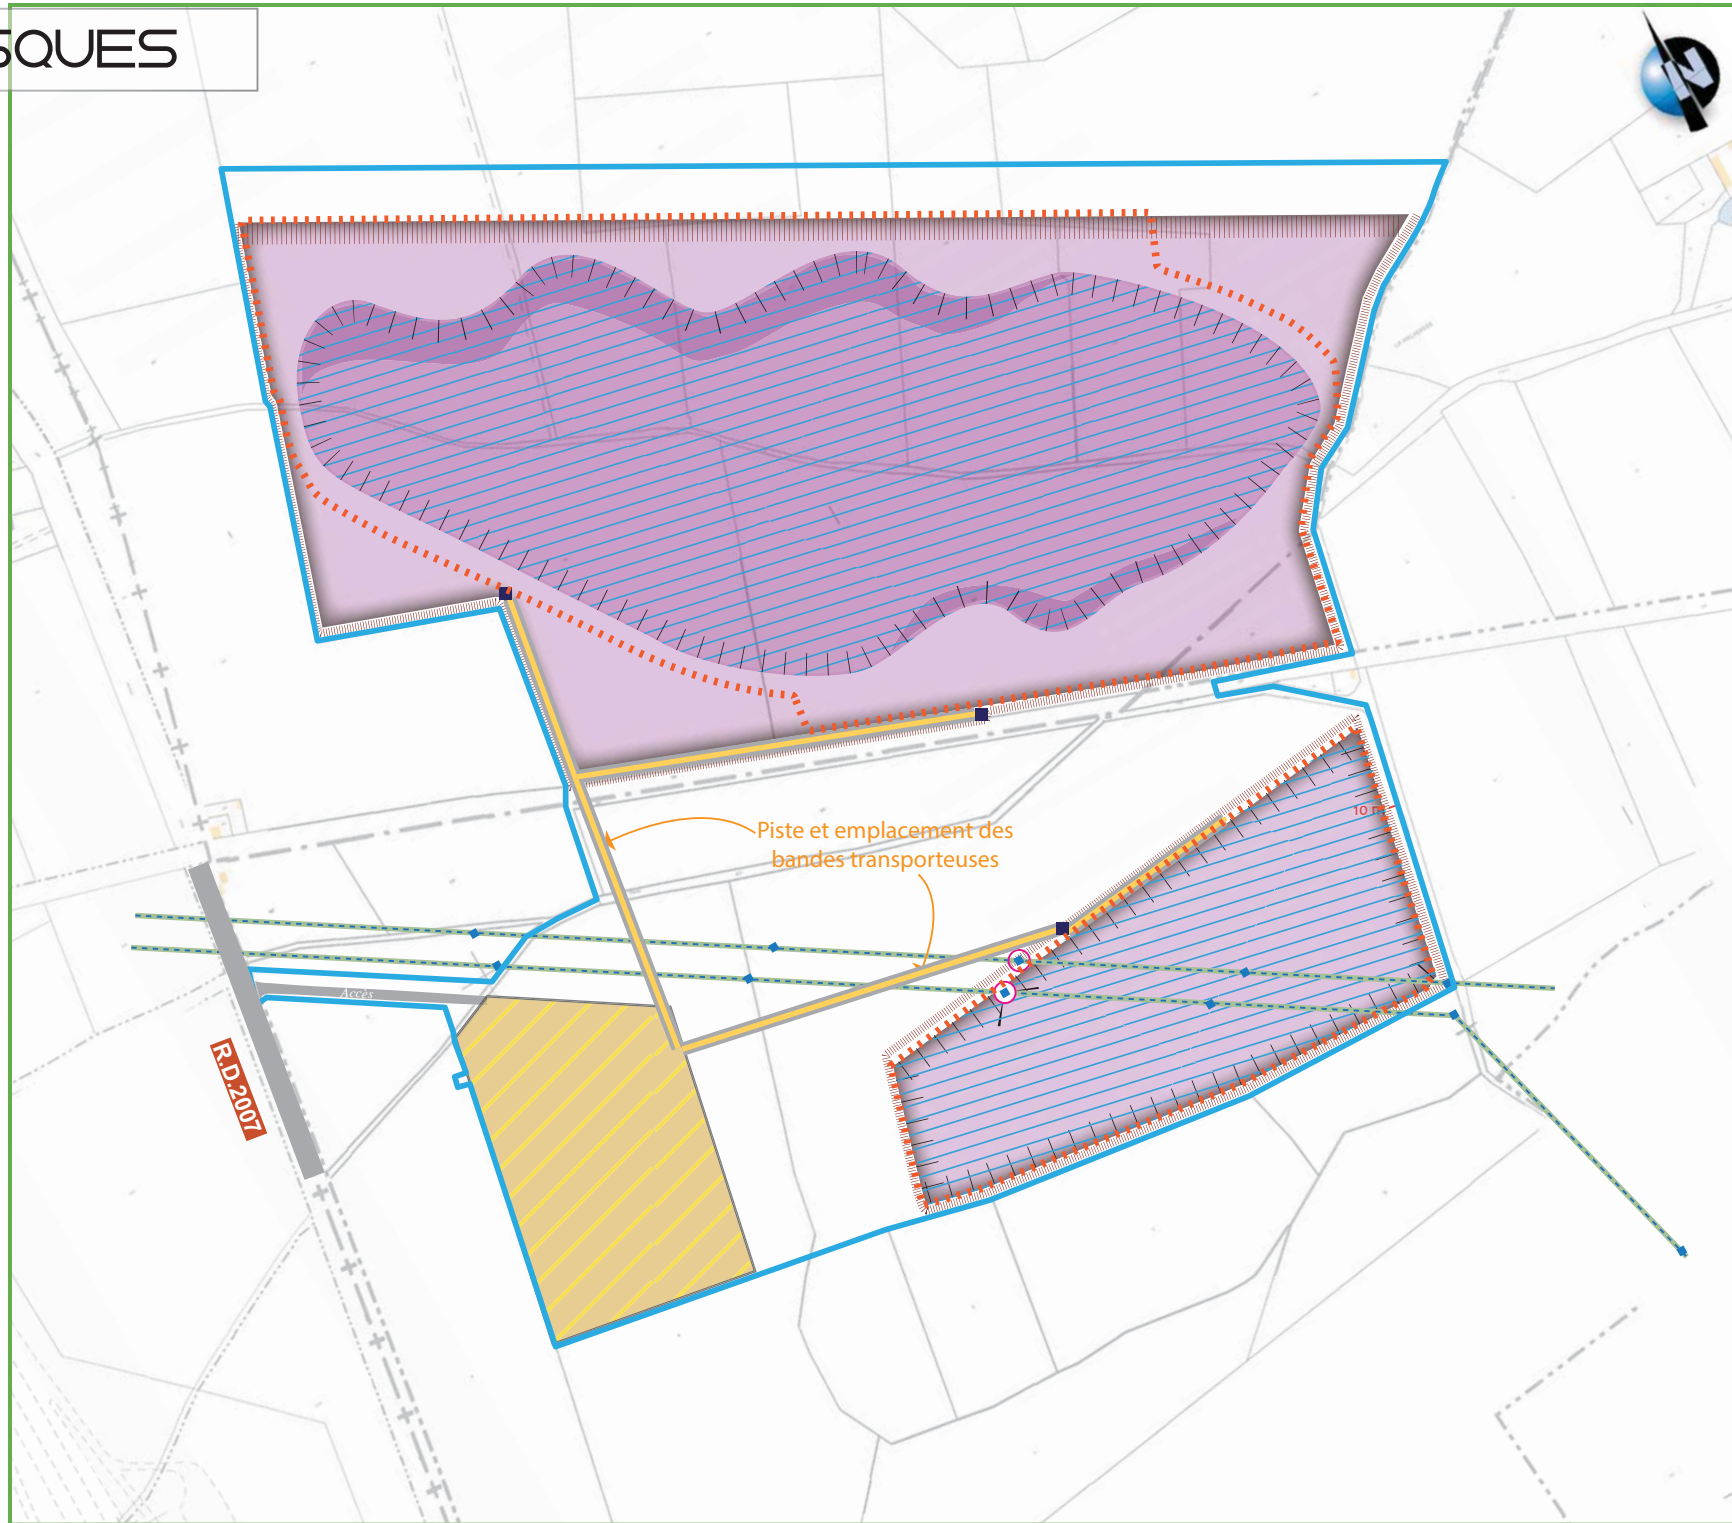 SQUES
N
10 m
Piste et emplacement des
bandes transporteuses
Accès
R.D.2007